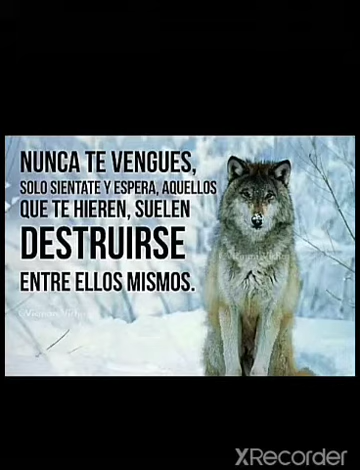 NUNCA TE VENGUES,
SOLO SIENTATE Y ESPERA, AQUELLOS
QUE TE HIEREN, SUELEN
DESTRUIRSE
ENTRE ELLOS MISMOS.
XRecorder